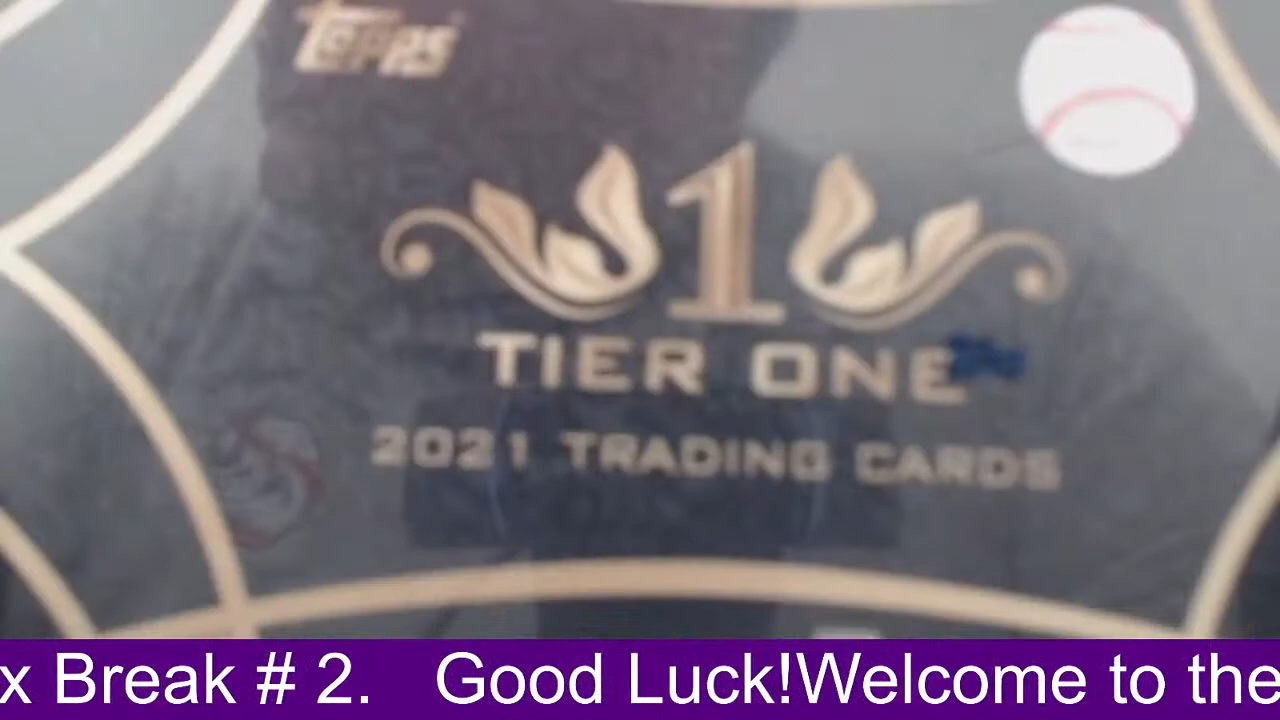 Topps
1
TIER ONE
2021 TRADING CARDS
x Break # 2. Good Luck!Welcome to the